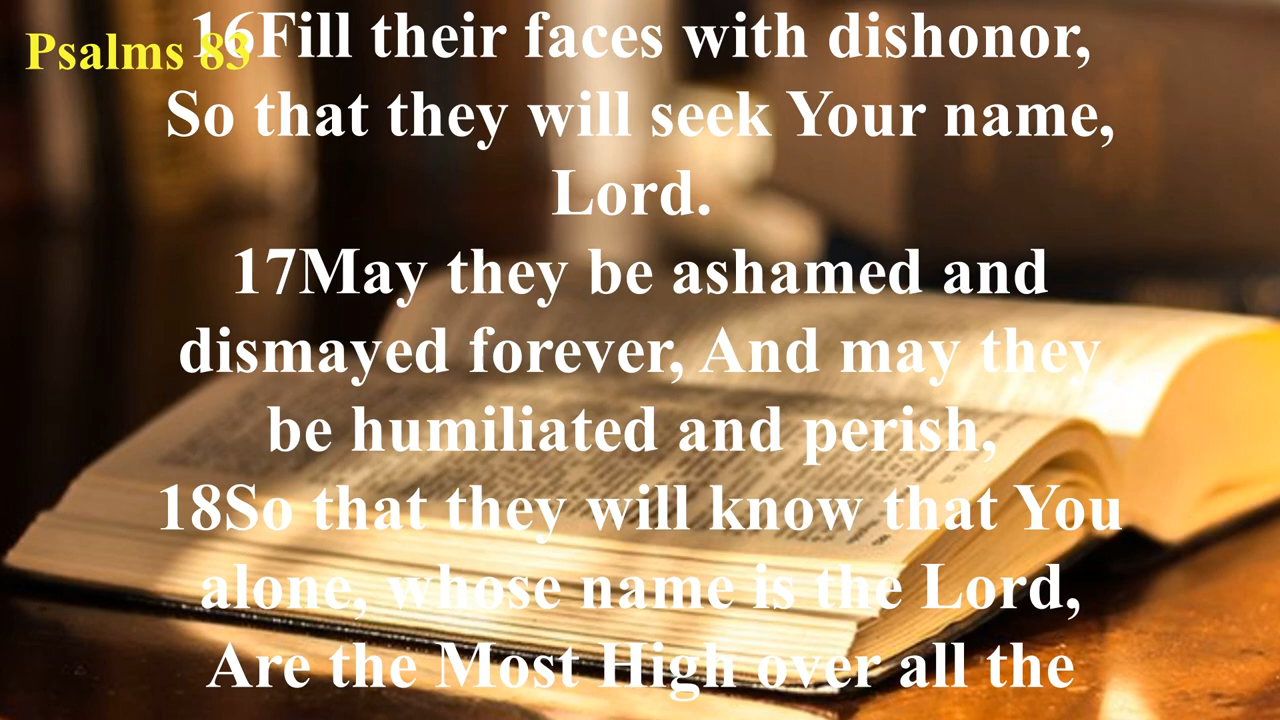 Psalms 83
16Fill their faces with dishonor,
So that they will seek Your name,
Lord.
17May they be ashamed and
dismayed forever, And may they
be humiliated and perish,
18So that they will know that You
alone, whose name is the Lord,
Are the Most High over all the